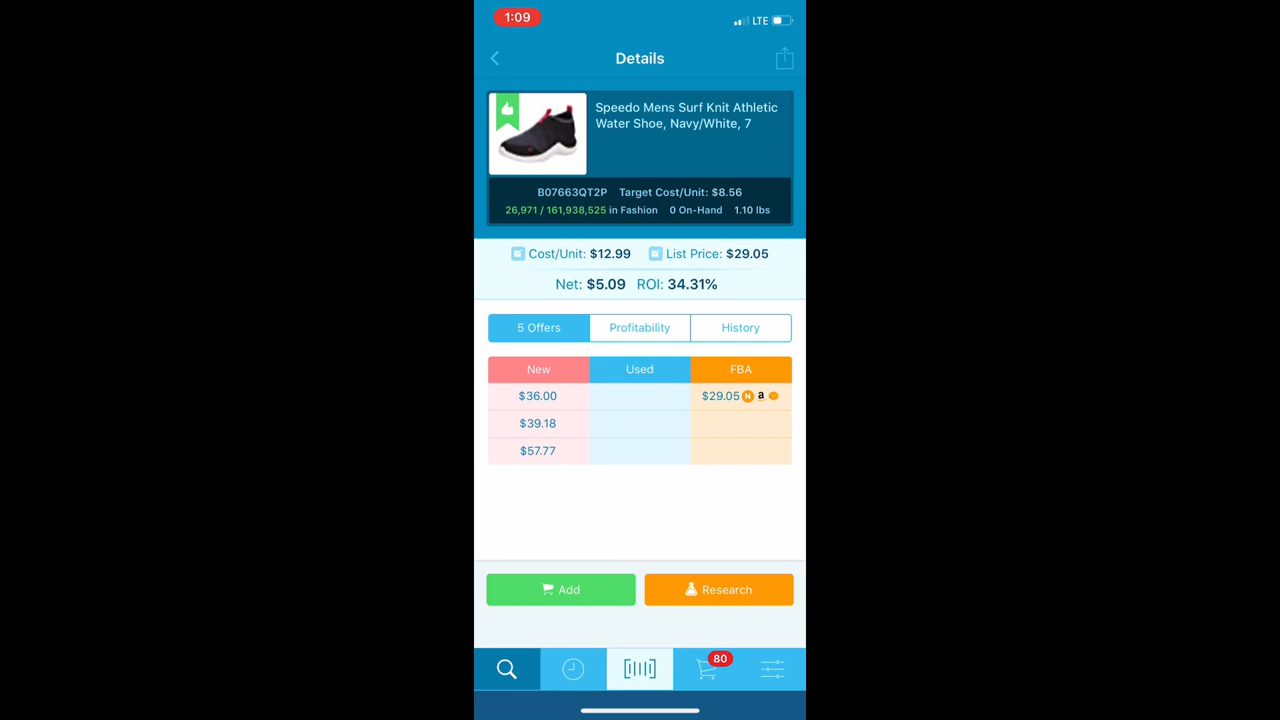 1:09
LTE
Details
Speedo Mens Surf Knit Athletic
Water Shoe, Navy/White, 7
B07663QT2P Target Cost/Unit: $8.56
26,971 / 161,938,525 in Fashion 0 On-Hand 1.10 lbs
Cost/Unit: $12.99 List Price: $29.05
Net: $5.09 ROI: 34.31%
5 Offers Profitability History
New Used FBA
$36.00 $29.05 N a
$39.18
$57.77
Add Research
80